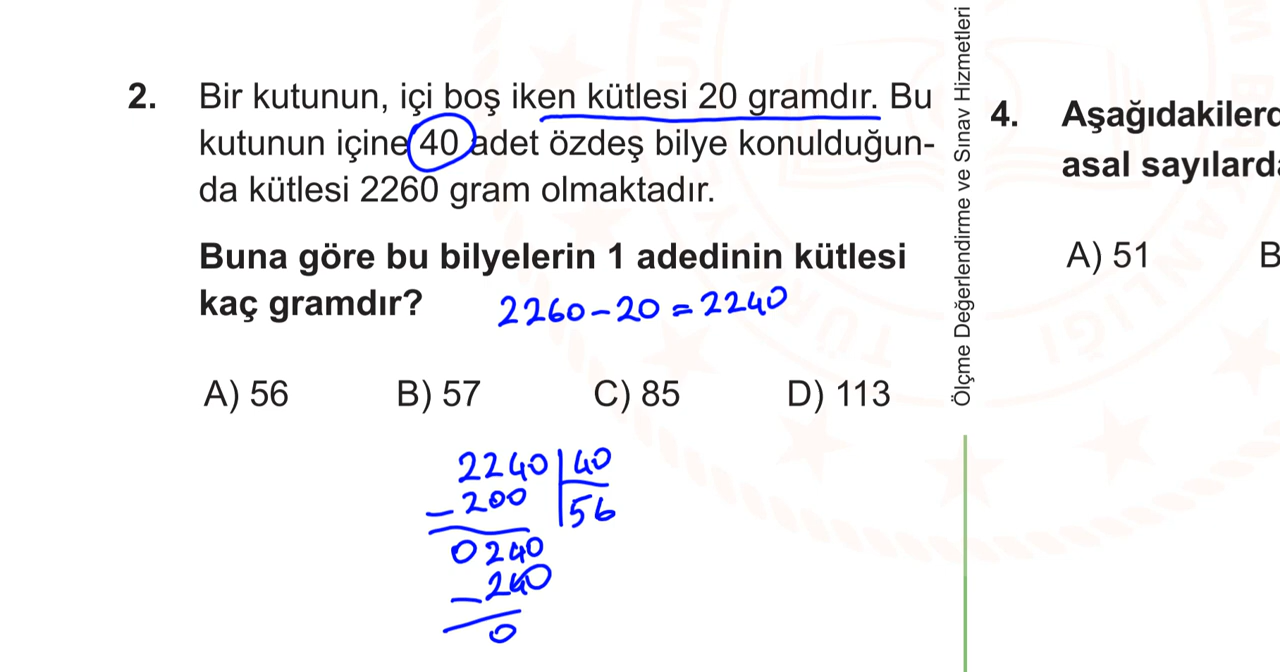 2. Bir kutunun, içi boş iken kütlesi 20 gramdır. Bu
kutunun içine 40 adet özdeş bilye konulduğun-
da kütlesi 2260 gram olmaktadır.
Buna göre bu bilyelerin 1 adedinin kütlesi
kaç gramdır? 2260-20=2240
A) 56 B) 57 C) 85 D) 113
2240 40
-200 56
0240
-240
0
Ölçme Değerlendirme ve Sınav Hizmetleri
4. Aşağıdakilerd
asal sayılarda
A) 51 B